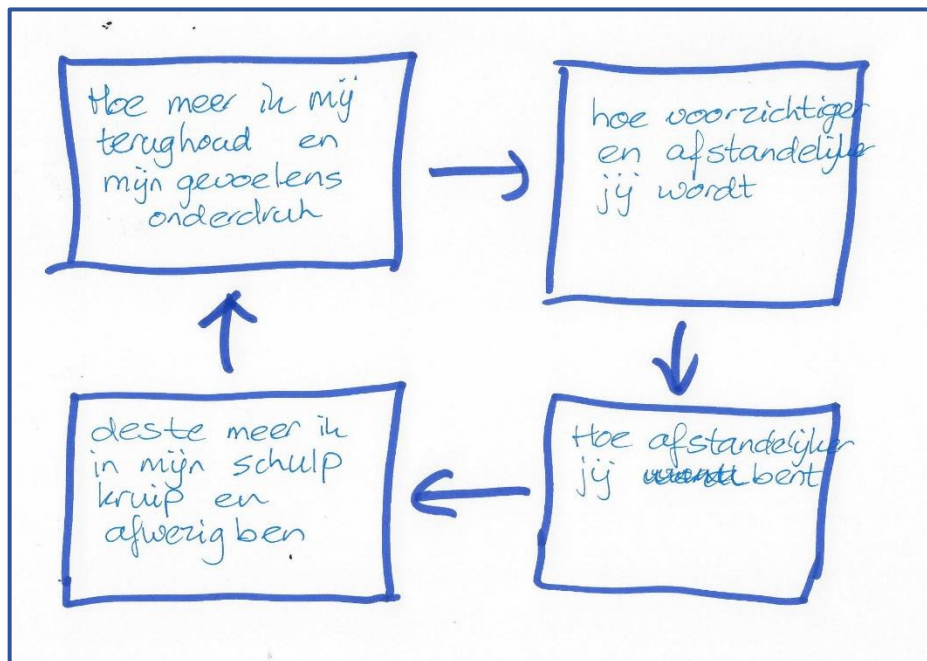 Hoe meer ik mij
terughoud en
mijn gevoelens
onderdruk
hoe voorzichtiger
en afstandelijker
jij wordt
Hoe afstandelijker
jij bent
deste meer ik
in mijn schulp
kruip en
afwezig ben